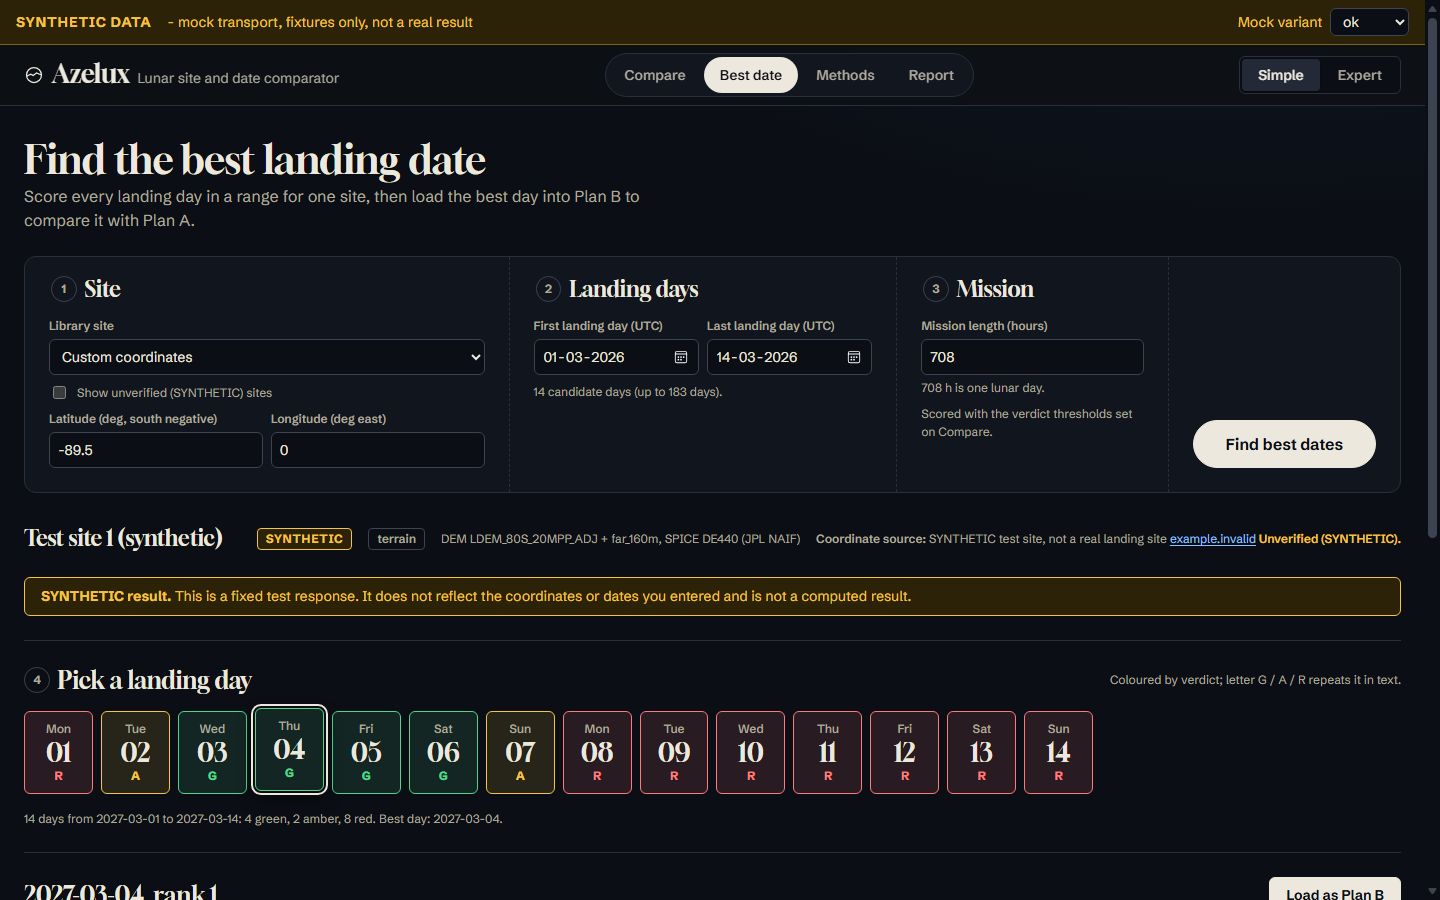 SYNTHETIC DATA - mock transport, fixtures only, not a real result
Mock variant ok
Azelux Lunar site and date comparator
Compare Best date Methods Report
Simple Expert
Find the best landing date
Score every landing day in a range for one site, then load the best day into Plan B to
compare it with Plan A.
1 Site
Library site
Custom coordinates
Show unverified (SYNTHETIC) sites
Latitude (deg, south negative) Longitude (deg east)
-89.5 0
2 Landing days
First landing day (UTC) Last landing day (UTC)
01-03-2026 14-03-2026
14 candidate days (up to 183 days).
3 Mission
Mission length (hours)
708
708 h is one lunar day.
Scored with the verdict thresholds set
on Compare.
Find best dates
Test site 1 (synthetic) SYNTHETIC terrain DEM LDEM_80S_20MPP_ADJ + far_160m, SPICE DE440 (JPL NAIF) Coordinate source: SYNTHETIC test site, not a real landing site example.invalid Unverified (SYNTHETIC).
SYNTHETIC result. This is a fixed test response. It does not reflect the coordinates or dates you entered and is not a computed result.
4 Pick a landing day
Coloured by verdict; letter G / A / R repeats it in text.
Mon Tue Wed Thu Fri Sat Sun Mon Tue Wed Thu Fri Sat Sun
01 02 03 04 05 06 07 08 09 10 11 12 13 14
R A G G G G A R R R R R R R
14 days from 2027-03-01 to 2027-03-14: 4 green, 2 amber, 8 red. Best day: 2027-03-04.
2027-03-04, rank 1
Load as Plan B